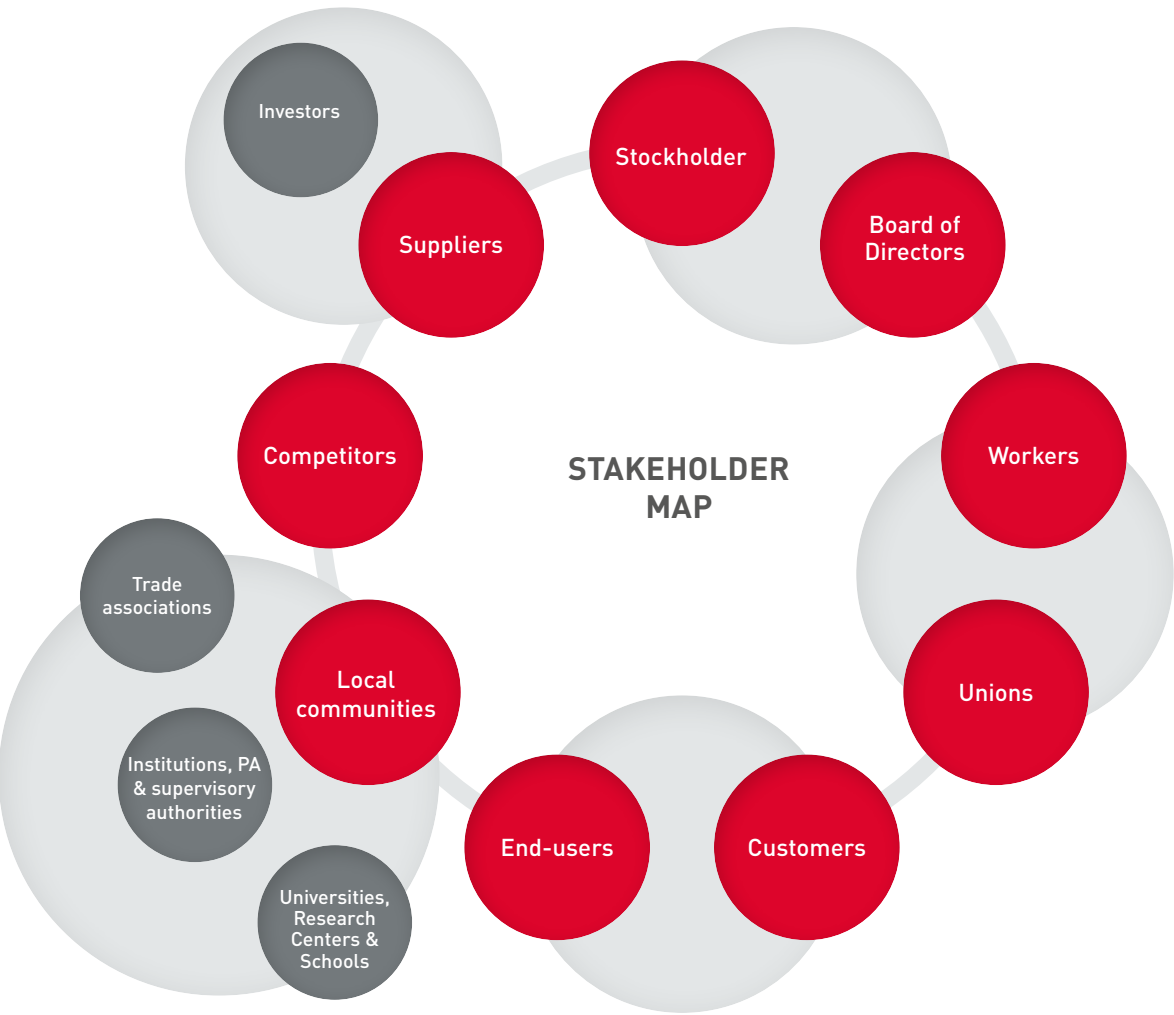 Investors
Stockholder
Suppliers
Board of
Directors
Competitors
STAKEHOLDER
MAP
Workers
Trade
associations
Local
communities
Unions
Institutions, PA
& supervisory
authorities
End-users
Customers
Universities,
Research
Centers &
Schools